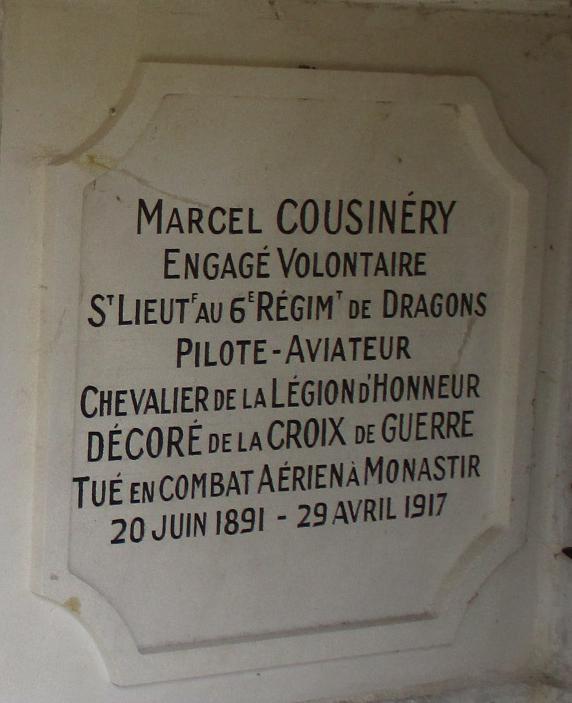 MARCEL COUSINÉRY
ENGAGÉ VOLONTAIRE
Sᵀ LIEUTᶠ AU 6ᴱ RÉGIMᵀ DE DRAGONS
PILOTE-AVIATEUR
CHEVALIER DE LA LÉGION D'HONNEUR
DÉCORÉ DE LA CROIX DE GUERRE
TUÉ EN COMBAT AÉRIEN À MONASTIR
20 JUIN 1891 - 29 AVRIL 1917